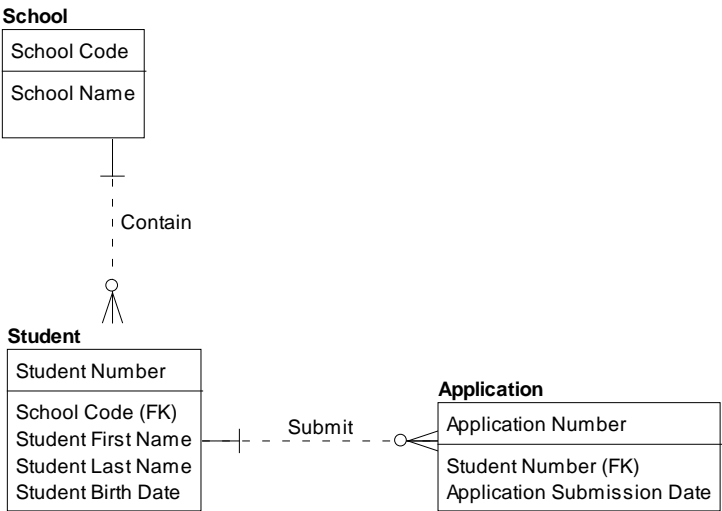 School
School Code
School Name
Contain
Student
Student Number
School Code (FK)
Student First Name
Student Last Name
Student Birth Date
Submit
Application
Application Number
Student Number (FK)
Application Submission Date